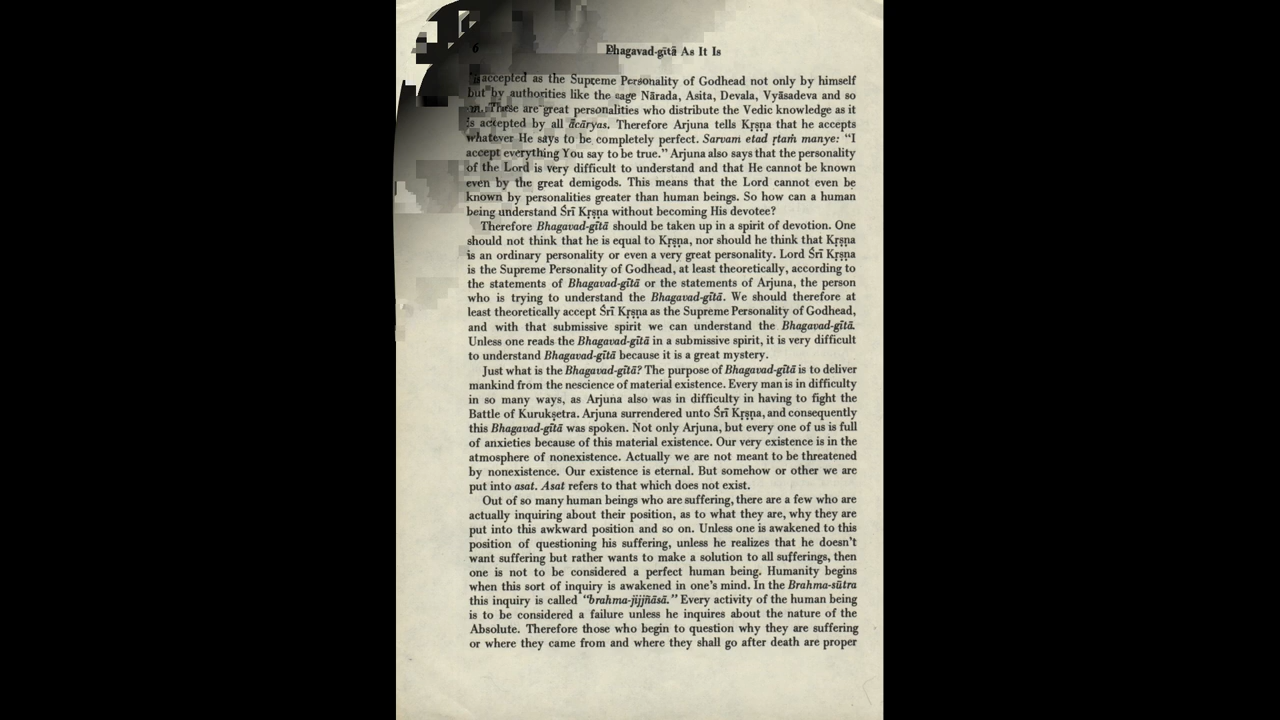 6
Bhagavad-gītā As It Is
is accepted as the Supreme Personality of Godhead not only by himself
but by authorities like the sage Nārada, Asita, Devala, Vyāsadeva and so
on. These are great personalities who distribute the Vedic knowledge as it
is accepted by all ācāryas. Therefore Arjuna tells Kṛṣṇa that he accepts
whatever He says to be completely perfect. Sarvam etad ṛtaṁ manye: “I
accept everything You say to be true.” Arjuna also says that the personality
of the Lord is very difficult to understand and that He cannot be known
even by the great demigods. This means that the Lord cannot even be
known by personalities greater than human beings. So how can a human
being understand Śrī Kṛṣṇa without becoming His devotee?
Therefore Bhagavad-gītā should be taken up in a spirit of devotion. One
should not think that he is equal to Kṛṣṇa, nor should he think that Kṛṣṇa
is an ordinary personality or even a very great personality. Lord Śrī Kṛṣṇa
is the Supreme Personality of Godhead, at least theoretically, according to
the statements of Bhagavad-gītā or the statements of Arjuna, the person
who is trying to understand the Bhagavad-gītā. We should therefore at
least theoretically accept Śrī Kṛṣṇa as the Supreme Personality of Godhead,
and with that submissive spirit we can understand the Bhagavad-gītā.
Unless one reads the Bhagavad-gītā in a submissive spirit, it is very difficult
to understand Bhagavad-gītā because it is a great mystery.
Just what is the Bhagavad-gītā? The purpose of Bhagavad-gītā is to deliver
mankind from the nescience of material existence. Every man is in difficulty
in so many ways, as Arjuna also was in difficulty in having to fight the
Battle of Kurukṣetra. Arjuna surrendered unto Śrī Kṛṣṇa, and consequently
this Bhagavad-gītā was spoken. Not only Arjuna, but every one of us is full
of anxieties because of this material existence. Our very existence is in the
atmosphere of nonexistence. Actually we are not meant to be threatened
by nonexistence. Our existence is eternal. But somehow or other we are
put into asat. Asat refers to that which does not exist.
Out of so many human beings who are suffering, there are a few who are
actually inquiring about their position, as to what they are, why they are
put into this awkward position and so on. Unless one is awakened to this
position of questioning his suffering, unless he realizes that he doesn’t
want suffering but rather wants to make a solution to all sufferings, then
one is not to be considered a perfect human being. Humanity begins
when this sort of inquiry is awakened in one’s mind. In the Brahma-sūtra
this inquiry is called “brahma-jijñāsā.” Every activity of the human being
is to be considered a failure unless he inquires about the nature of the
Absolute. Therefore those who begin to question why they are suffering
or where they came from and where they shall go after death are proper